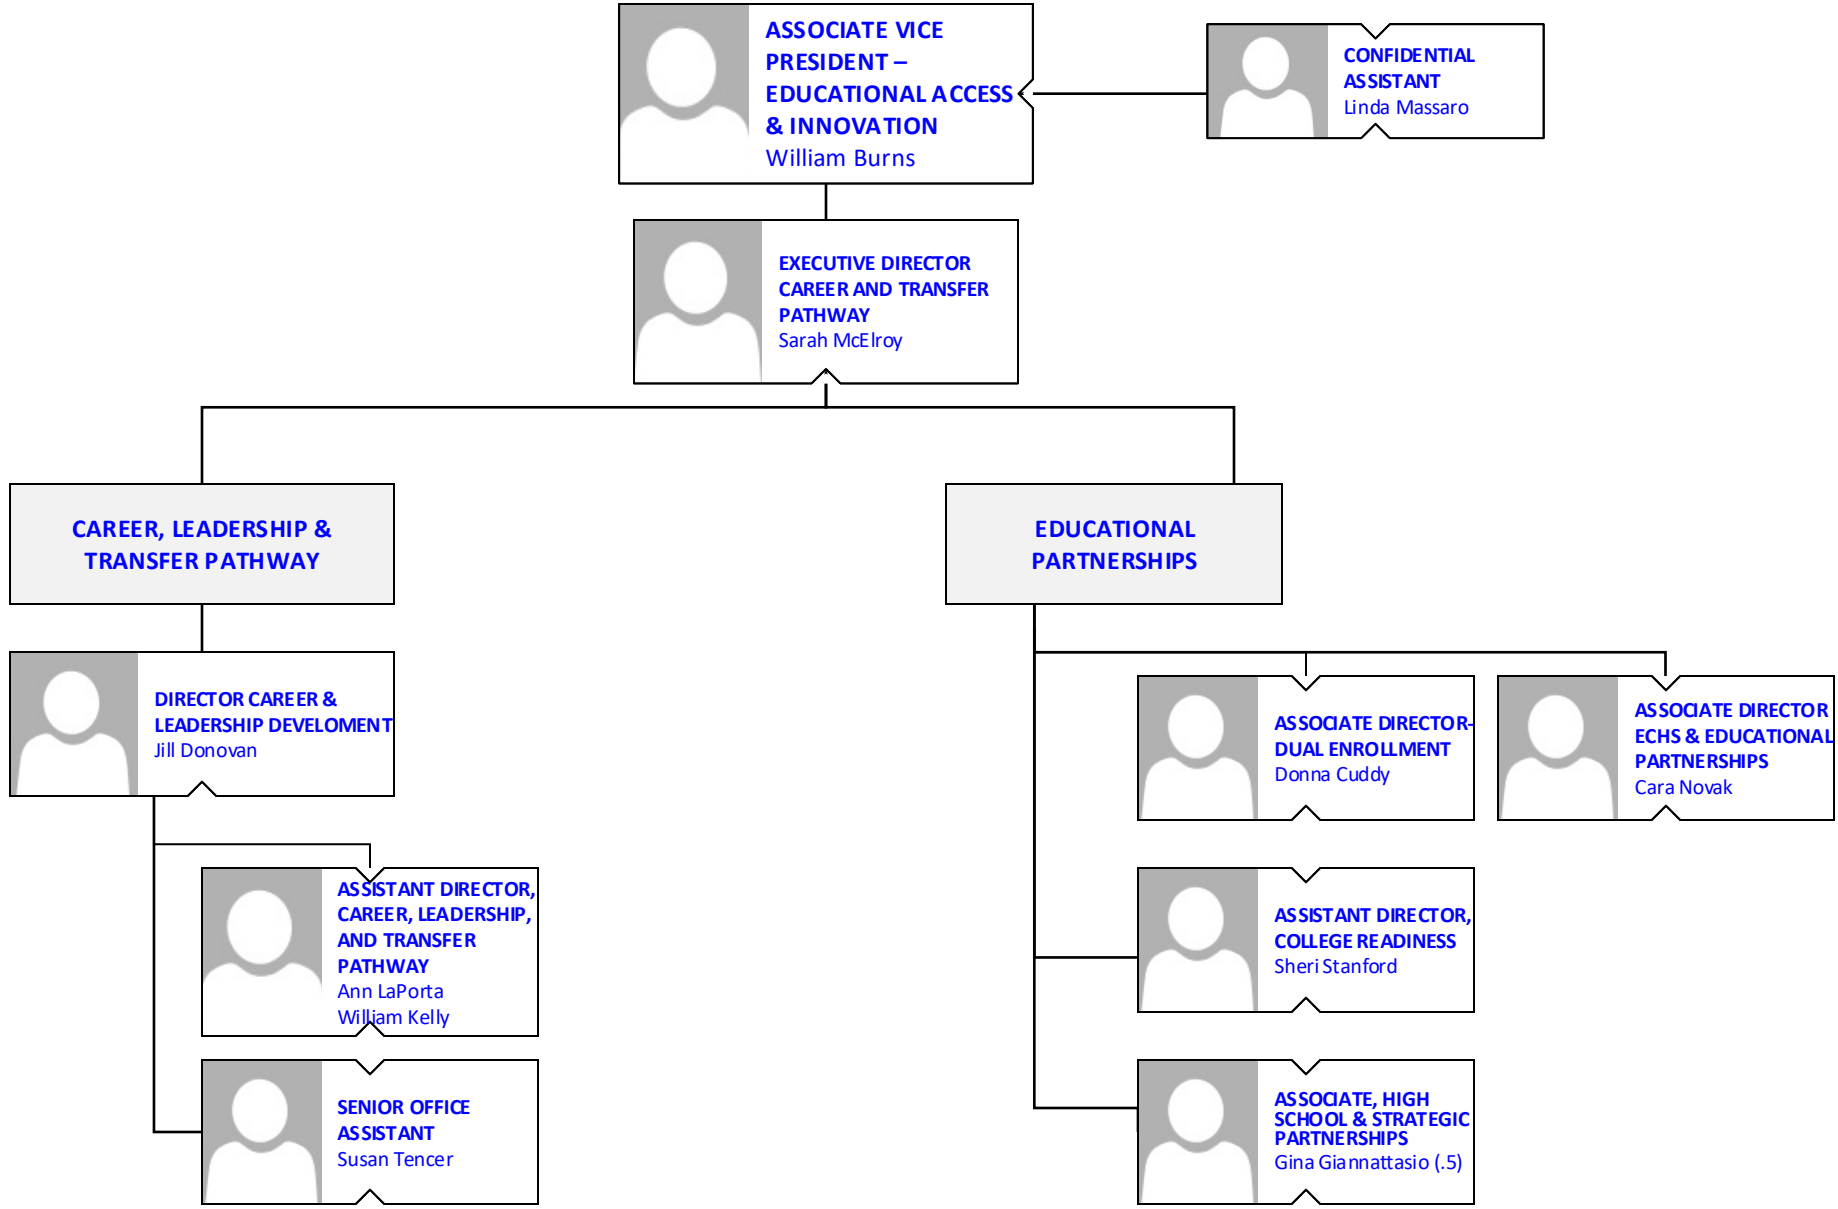 ASSOCIATE VICE
PRESIDENT –
EDUCATIONAL ACCESS
& INNOVATION
William Burns
CONFIDENTIAL
ASSISTANT
Linda Massaro
EXECUTIVE DIRECTOR
CAREER AND TRANSFER
PATHWAY
Sarah McElroy
CAREER, LEADERSHIP &
TRANSFER PATHWAY
EDUCATIONAL
PARTNERSHIPS
DIRECTOR CAREER &
LEADERSHIP DEVELOMENT
Jill Donovan
ASSOCIATE DIRECTOR-
DUAL ENROLLMENT
Donna Cuddy
ASSOCIATE DIRECTOR
ECHS & EDUCATIONAL
PARTNERSHIPS
Cara Novak
ASSISTANT DIRECTOR,
CAREER, LEADERSHIP,
AND TRANSFER
PATHWAY
Ann LaPorta
William Kelly
ASSISTANT DIRECTOR,
COLLEGE READINESS
Sheri Stanford
SENIOR OFFICE
ASSISTANT
Susan Tencer
ASSOCIATE, HIGH
SCHOOL & STRATEGIC
PARTNERSHIPS
Gina Giannattasio (.5)